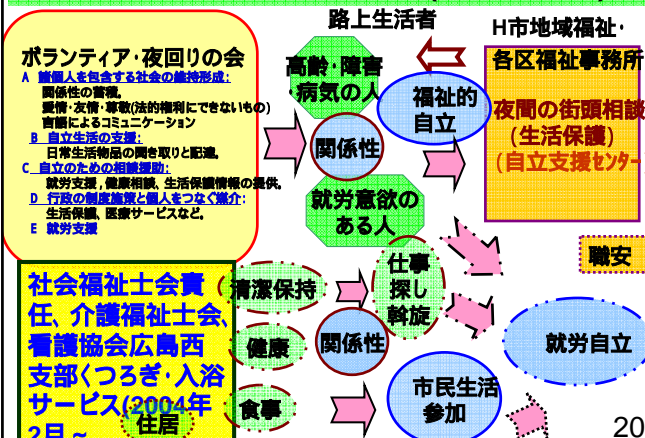 路上生活者
H市地域福祉・
各区福祉事務所
夜間の街頭相談
(生活保護)
(自立支援センター
ボランティア・夜回りの会
A 諸個人を包含する社会の維持形成:
関係性の蓄積。
愛情・友情・尊敬(法的権利にできないもの)
言語によるコミュニケーション
B 自立生活の支援:
日常生活物品の聞き取りと配達。
C 自立のための相談援助:
就労支援,健康相談、生活保護情報の提供。
D 行政の制度施策と個人をつなぐ媒介:
生活保護、医療サービスなど。
E 就労支援
高齢・障害
・病気の人
福祉的
自立
関係性
就労意欲の
ある人
職安
社会福祉士会責
任、介護福祉士会、
看護協会広島西
支部くつろぎ・入浴
サービス(2004年
2月~
清潔保持
健康
食事
住居
関係性
仕事
探し
斡旋
就労自立
市民生活
参加
20